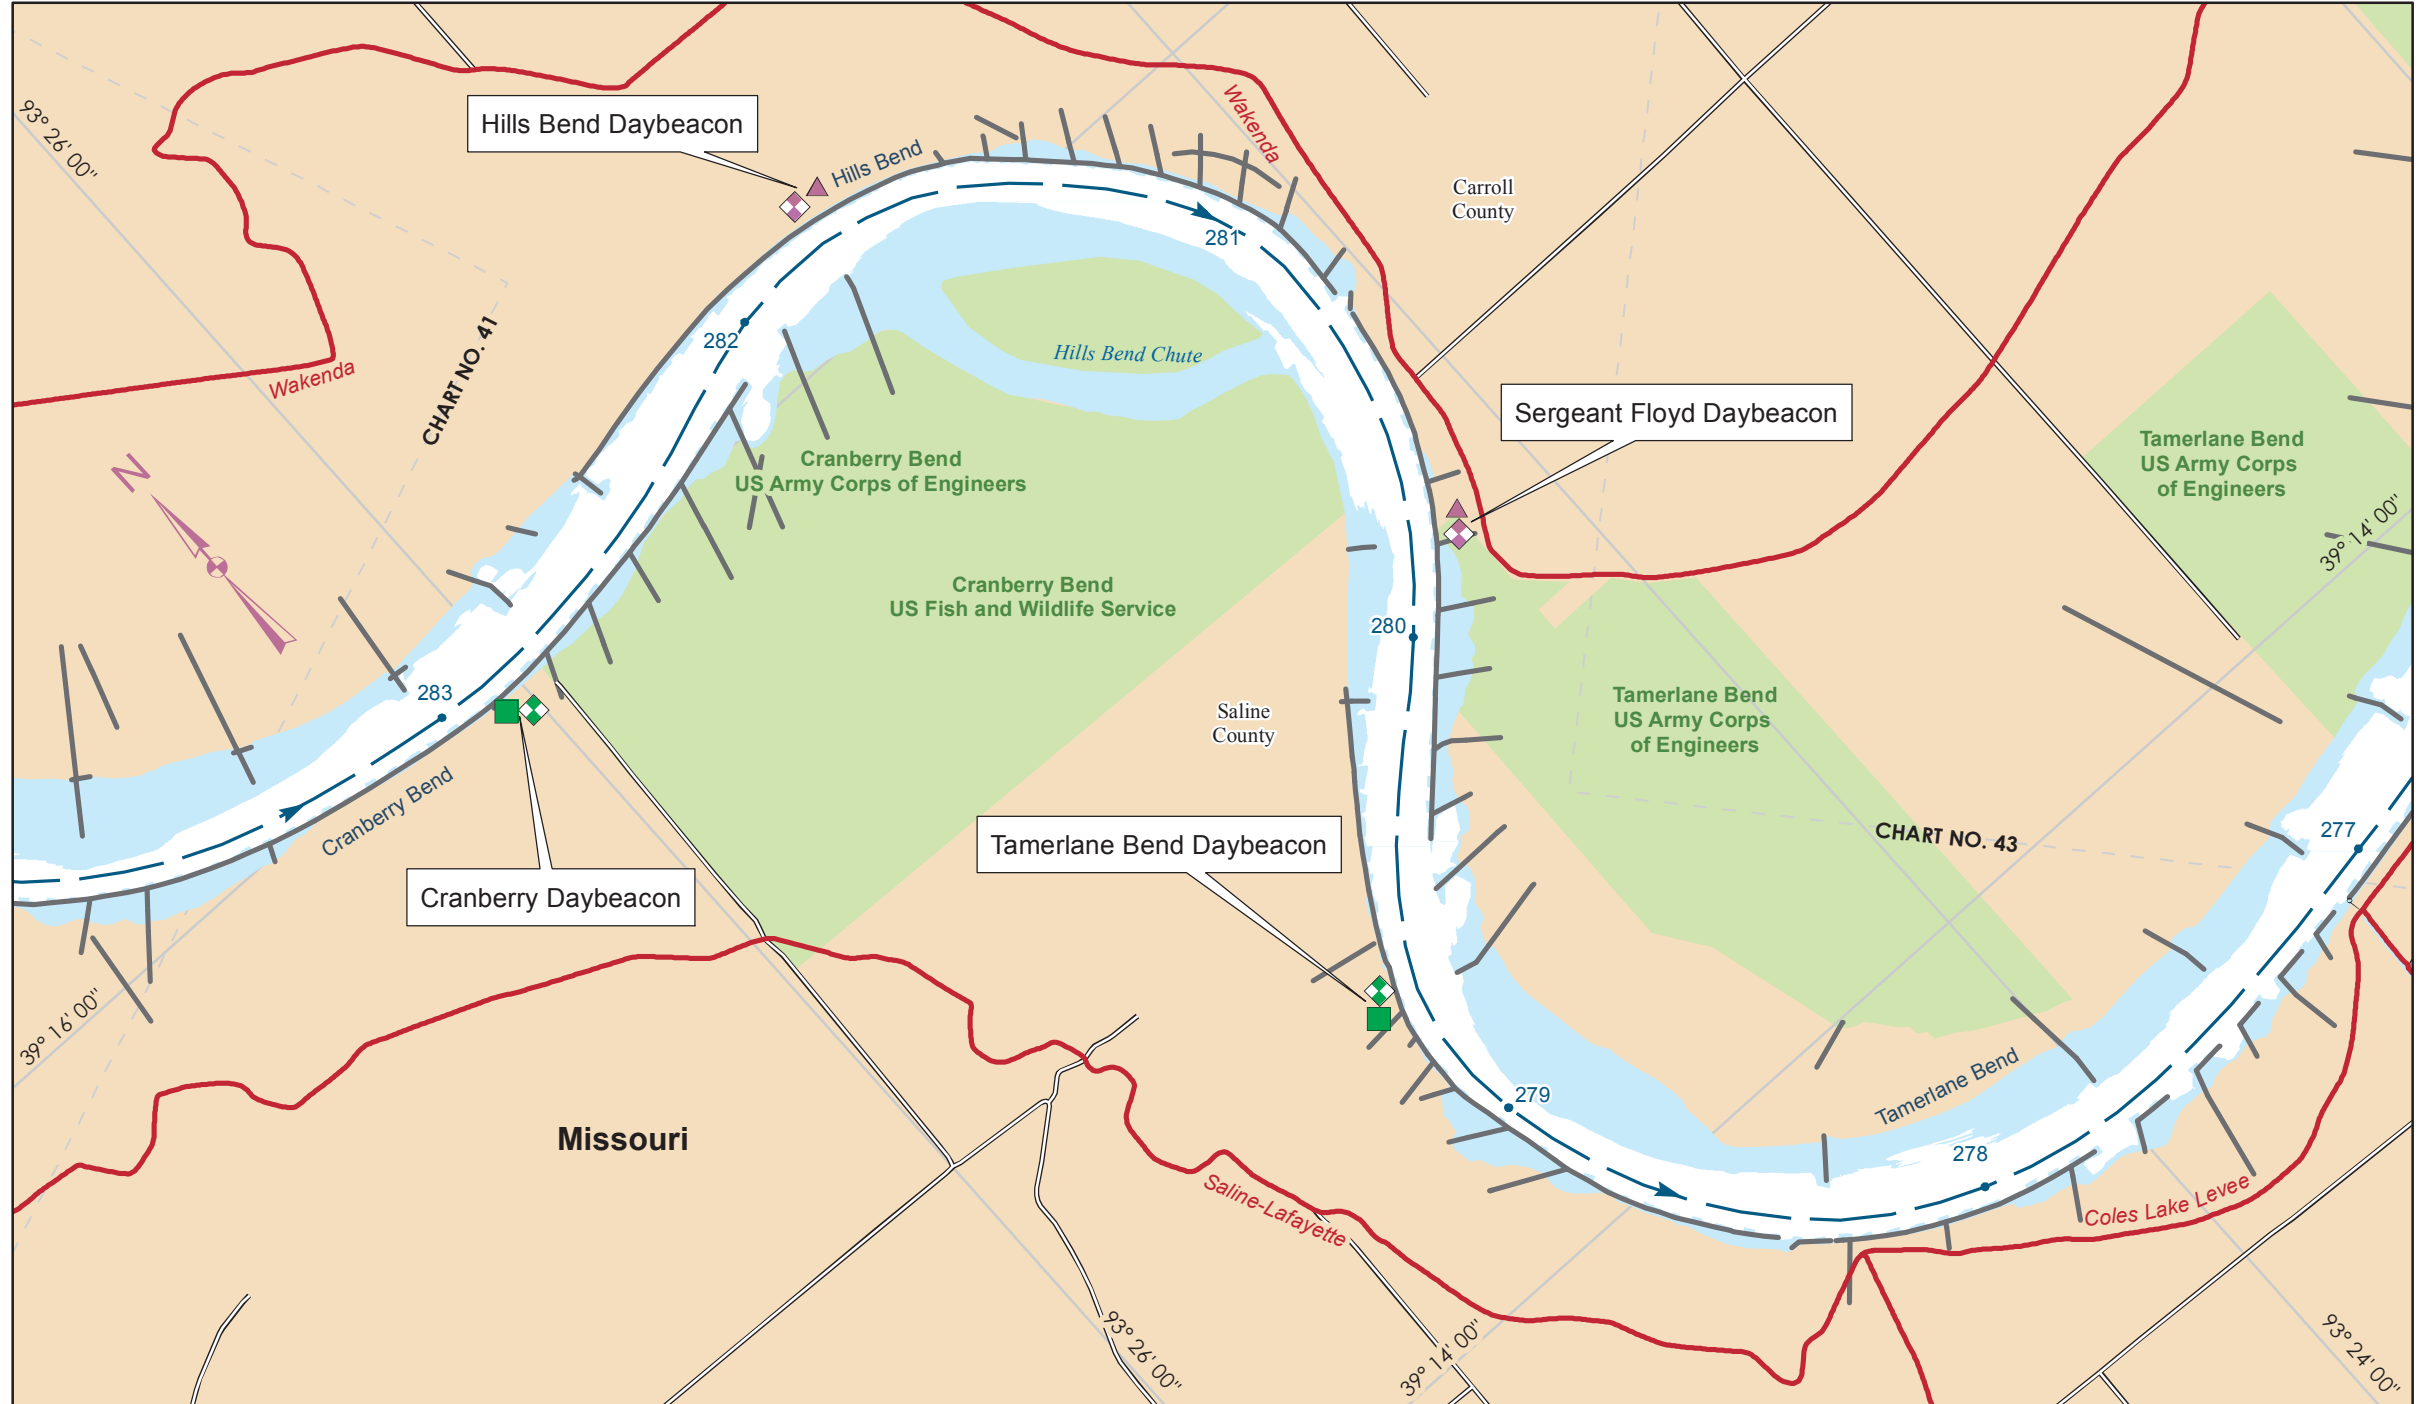 93° 26' 00"
Hills Bend Daybeacon
Hills Bend
Wakenda
Carroll
County
281
282
Hills Bend Chute
Wakenda
CHART NO. 41
Sergeant Floyd Daybeacon
Tamerlane Bend
US Army Corps
of Engineers
39° 14' 00"
Cranberry Bend
US Army Corps of Engineers
N
Cranberry Bend
US Fish and Wildlife Service
280
283
Saline
County
Tamerlane Bend
US Army Corps
of Engineers
Cranberry Bend
Tamerlane Bend Daybeacon
CHART NO. 43
277
Cranberry Daybeacon
39° 16' 00"
279
Tamerlane Bend
Missouri
278
Saline-Lafayette
Coles Lake Levee
93° 26' 00"
39° 14' 00"
93° 24' 00"